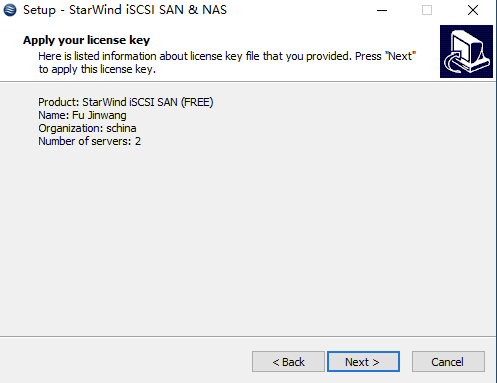 Setup - StarWind iSCSI SAN & NAS
Apply your license key
Here is listed information about license key file that you provided. Press "Next"
to apply this license key.
Product: StarWind iSCSI SAN (FREE)
Name: Fu Jinwang
Organization: schina
Number of servers: 2
< Back
Next >
Cancel